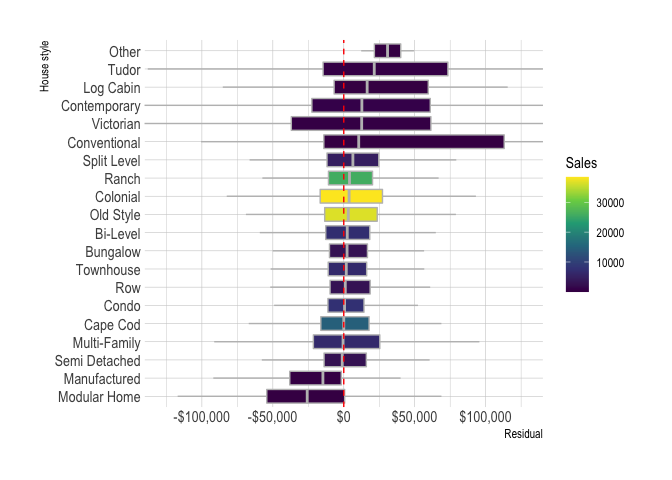 House style
Other
Tudor
Log Cabin
Contemporary
Victorian
Conventional
Split Level
Ranch
Colonial
Old Style
Bi-Level
Bungalow
Townhouse
Row
Condo
Cape Cod
Multi-Family
Semi Detached
Manufactured
Modular Home
-$100,000 -$50,000 $0 $50,000 $100,000
Residual
Sales
30000
20000
10000